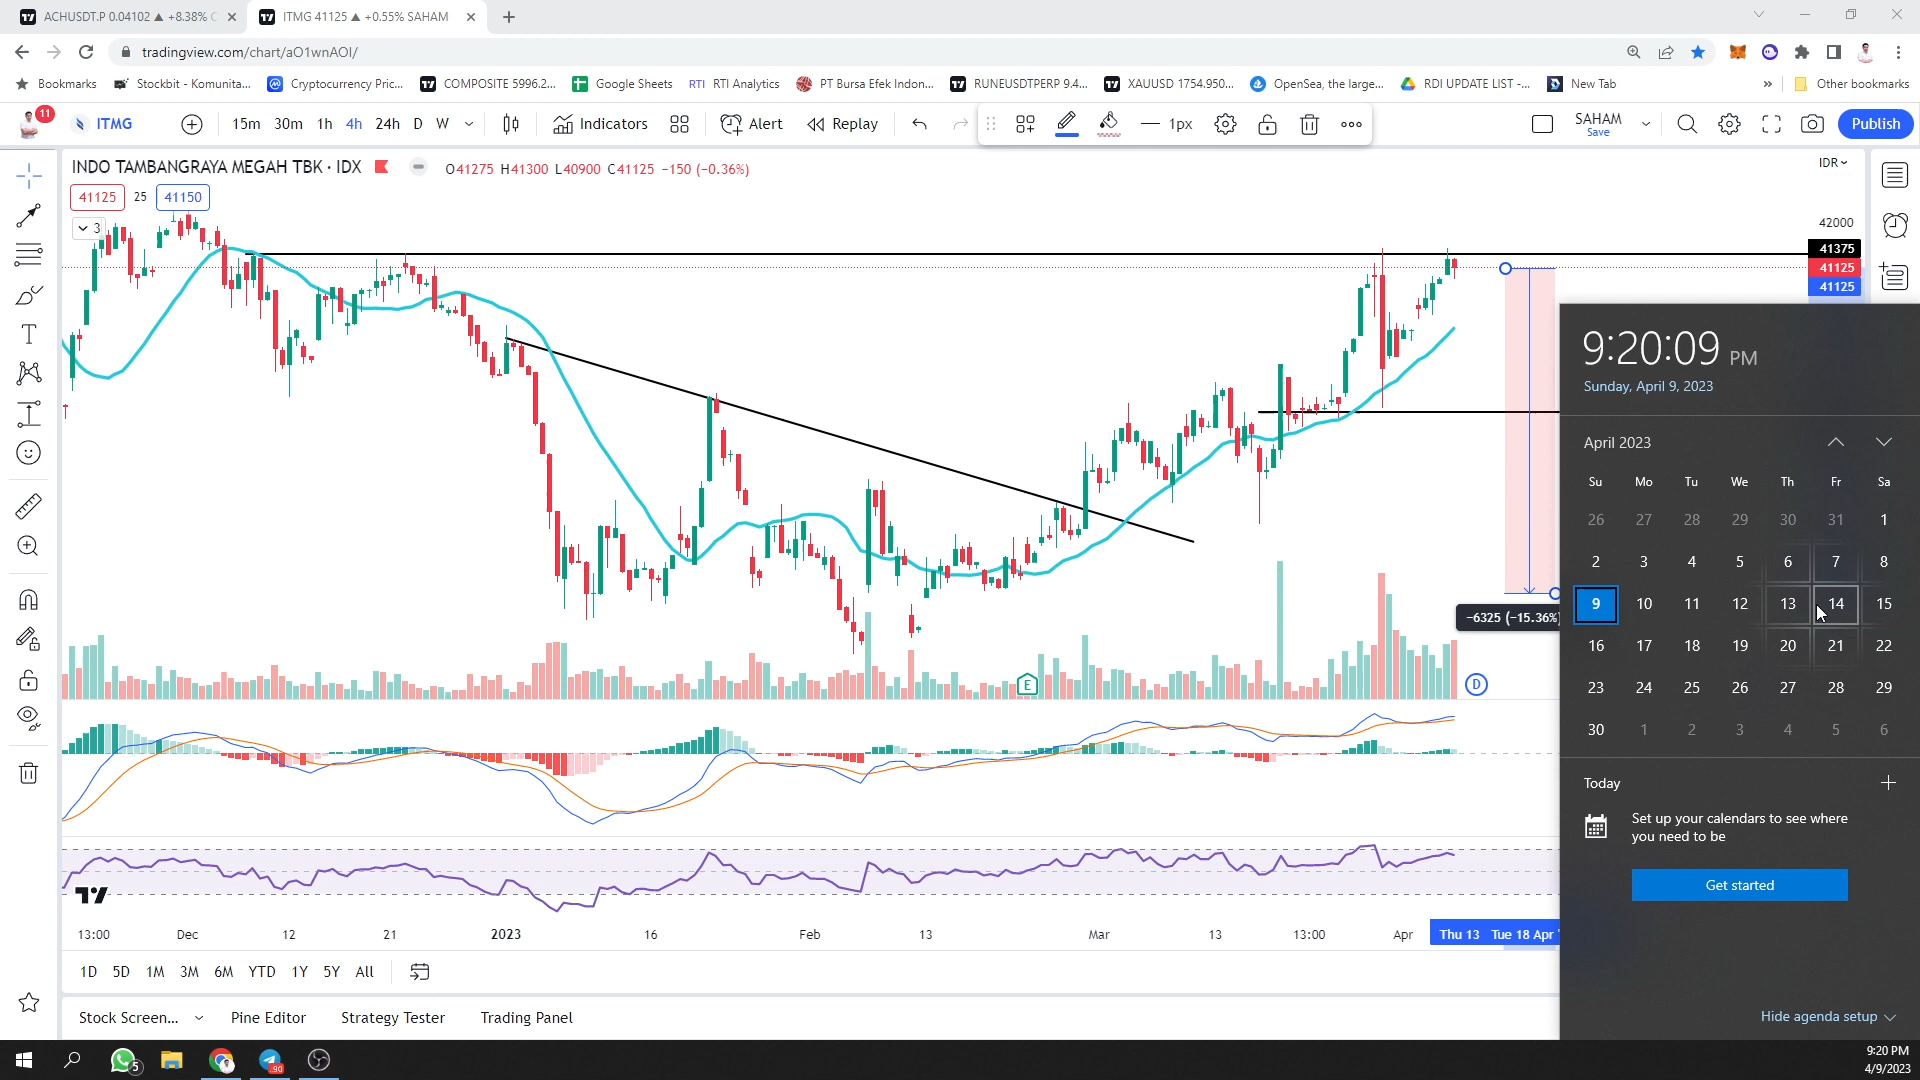 ACHUSDT.P 0.04102 ▲ +8.38% C
ITMG 41125 ▲ +0.55% SAHAM
tradingview.com/chart/aO1wnAOI/
Bookmarks
Stockbit - Komunita...
Cryptocurrency Pric...
COMPOSITE 5996.2...
Google Sheets
RTI RTI Analytics
PT Bursa Efek Indon...
RUNEUSDTPERP 9.4...
XAUUSD 1754.950...
OpenSea, the large...
RDI UPDATE LIST -...
New Tab
»
Other bookmarks
11
ITMG
15m 30m 1h 4h 24h D W
Indicators
Alert
Replay
1px
SAHAM
Save
Publish
INDO TAMBANGRAYA MEGAH TBK · IDX
O41275 H41300 L40900 C41125 −150 (−0.36%)
IDR
41125 25 41150
3
42000
41375
41125
41125
−6325 (−15.36%)
E
D
13:00 Dec 12 21 2023 16 Feb 13 Mar 13 13:00 Apr Thu 13 Tue 18 Apr '
1D 5D 1M 3M 6M YTD 1Y 5Y All
Stock Screen... Pine Editor Strategy Tester Trading Panel
9:20:09 PM
Sunday, April 9, 2023
April 2023
Su Mo Tu We Th Fr Sa
26 27 28 29 30 31 1
2 3 4 5 6 7 8
9 10 11 12 13 14 15
16 17 18 19 20 21 22
23 24 25 26 27 28 29
30 1 2 3 4 5 6
Today
Set up your calendars to see where
you need to be
Get started
Hide agenda setup
5
90
9:20 PM
4/9/2023